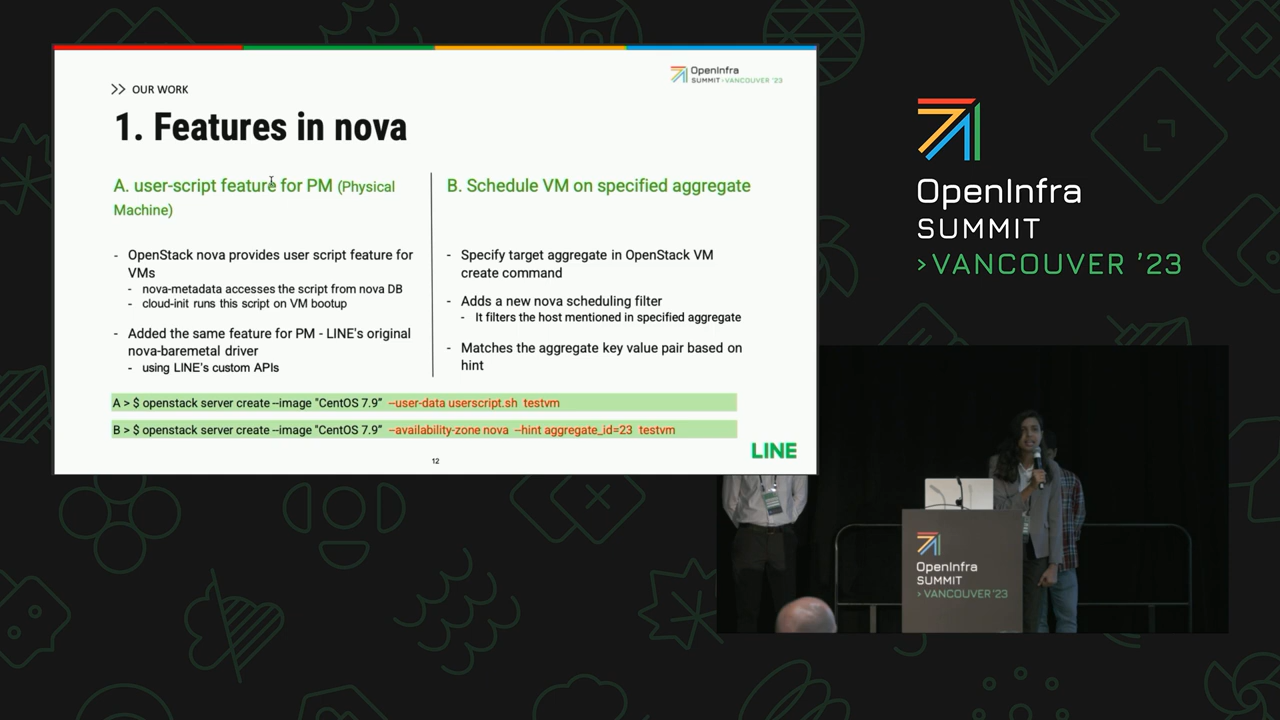 OpenInfra
SUMMIT >VANCOUVER '23
>> OUR WORK
1. Features in nova
A. user-script feature for PM (Physical
Machine)
- OpenStack nova provides user script feature for
VMs
- nova-metadata accesses the script from nova DB
- cloud-init runs this script on VM bootup
- Added the same feature for PM - LINE's original
nova-baremetal driver
- using LINE's custom APIs
B. Schedule VM on specified aggregate
- Specify target aggregate in OpenStack VM
create command
- Adds a new nova scheduling filter
- It filters the host mentioned in specified aggregate
- Matches the aggregate key value pair based on
hint
A > $ openstack server create --image "CentOS 7.9" --user-data userscript.sh testvm
B > $ openstack server create --image "CentOS 7.9" --availability-zone nova --hint aggregate_id=23 testvm
12
LINE
OpenInfra
SUMMIT
>VANCOUVER '23
OpenInfra
SUMMIT
>VANCOUVER '23